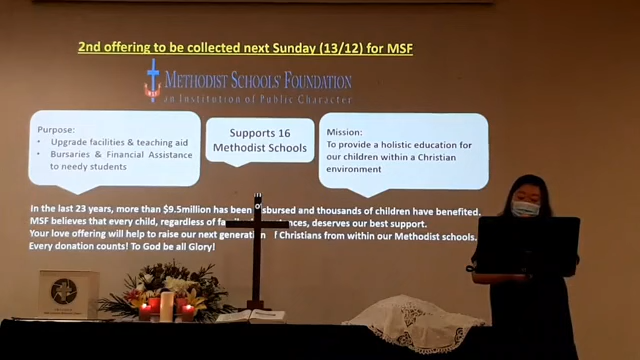 2nd offering to be collected next Sunday (13/12) for MSF
METHODIST SCHOOLS' FOUNDATION
an Institution of Public Character
MSF
Purpose:
• Upgrade facilities & teaching aid
• Bursaries & Financial Assistance
to needy students
Supports 16
Methodist Schools
Mission:
To provide a holistic education for
our children within a Christian
environment
In the last 23 years, more than $9.5million has been disbursed and thousands of children have benefited.
MSF believes that every child, regardless of deserves our best support.
Your love offering will help to raise our next generation f Christians from within our Methodist schools.
Every donation counts! To God be all Glory!